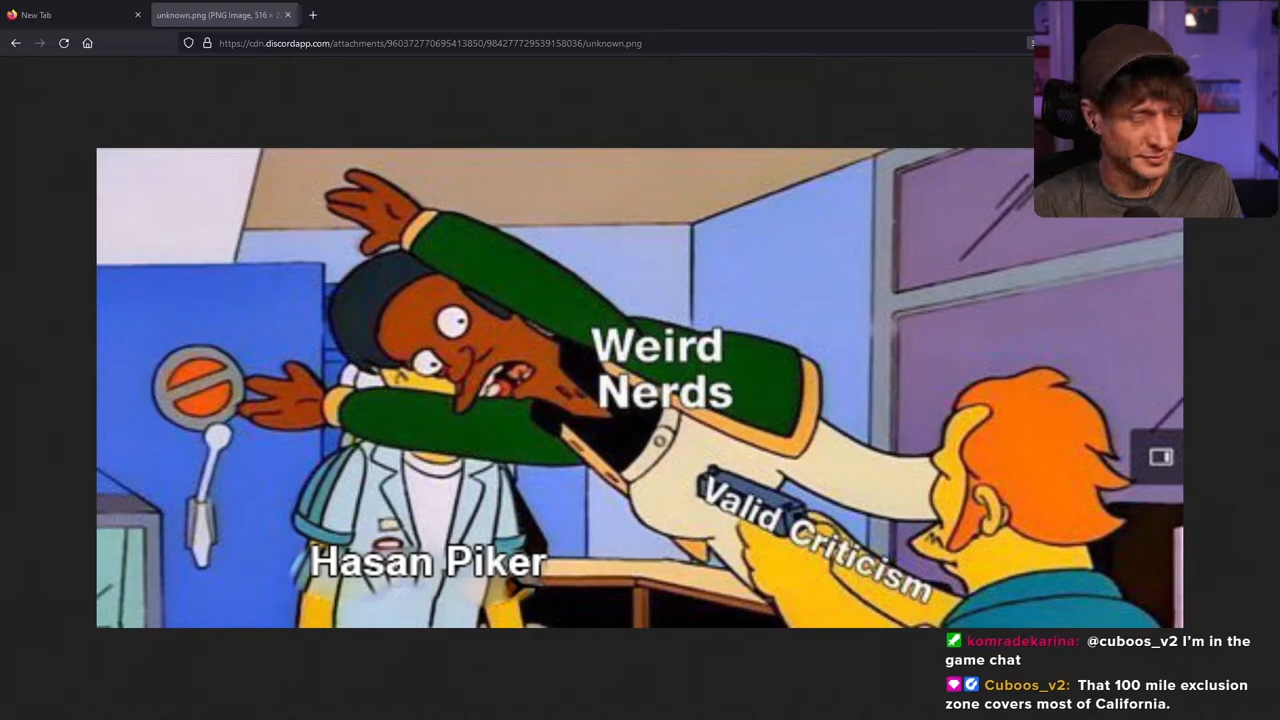 New Tab
unknown.png (PNG Image, 516 × 2
https://cdn.discordapp.com/attachments/960372770695413850/984277729539158036/unknown.png
Weird
Nerds
Valid Criticism
Hasan Piker
komradekarina: @cuboos_v2 I’m in the
game chat
Cuboos_v2: That 100 mile exclusion
zone covers most of California.